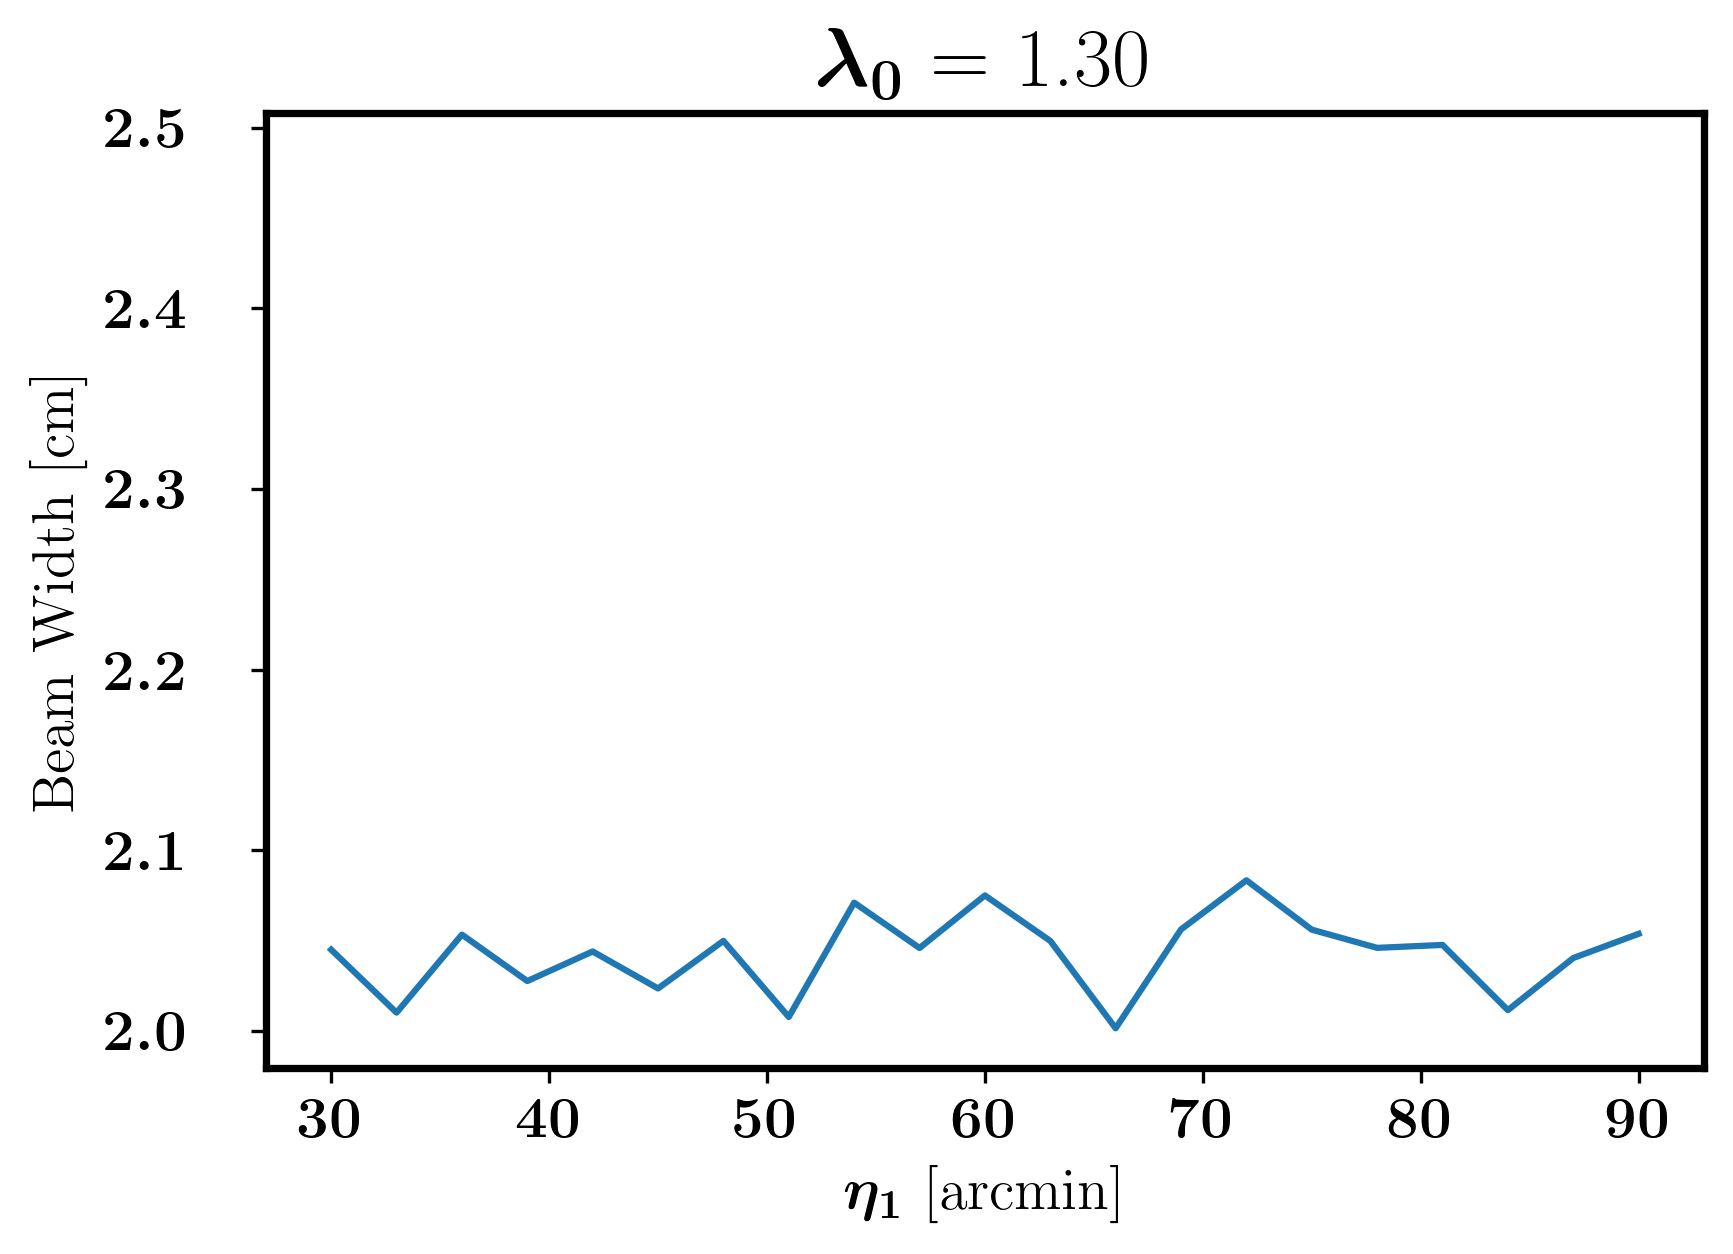 λ₀ = 1.30
2.5
2.4
2.3
2.2
2.1
2.0
Beam Width [cm]
30 40 50 60 70 80 90
η₁ [arcmin]